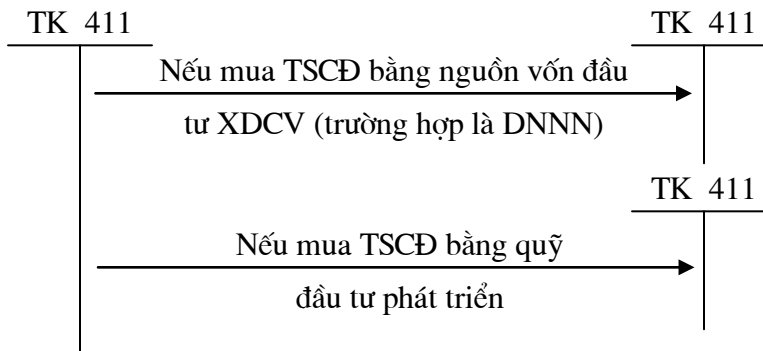 TK 411
TK 411
Nếu mua TSCĐ bằng nguồn vốn đầu
tư XDCV (trường hợp là DNNN)
TK 411
Nếu mua TSCĐ bằng quỹ
đầu tư phát triển